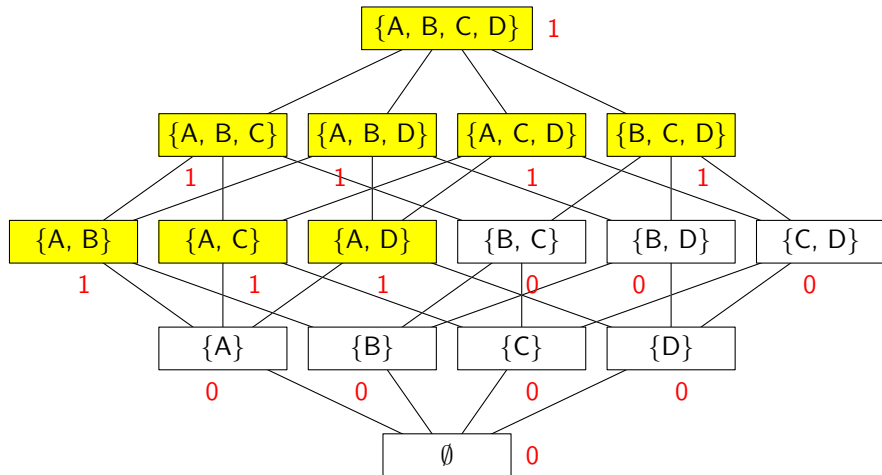 {A, B, C, D} 1
{A, B, C} {A, B, D} {A, C, D} {B, C, D}
1 1 1 1
{A, B} {A, C} {A, D} {B, C} {B, D} {C, D}
1 1 1 0 0 0
{A} {B} {C} {D}
0 0 0 0
∅ 0